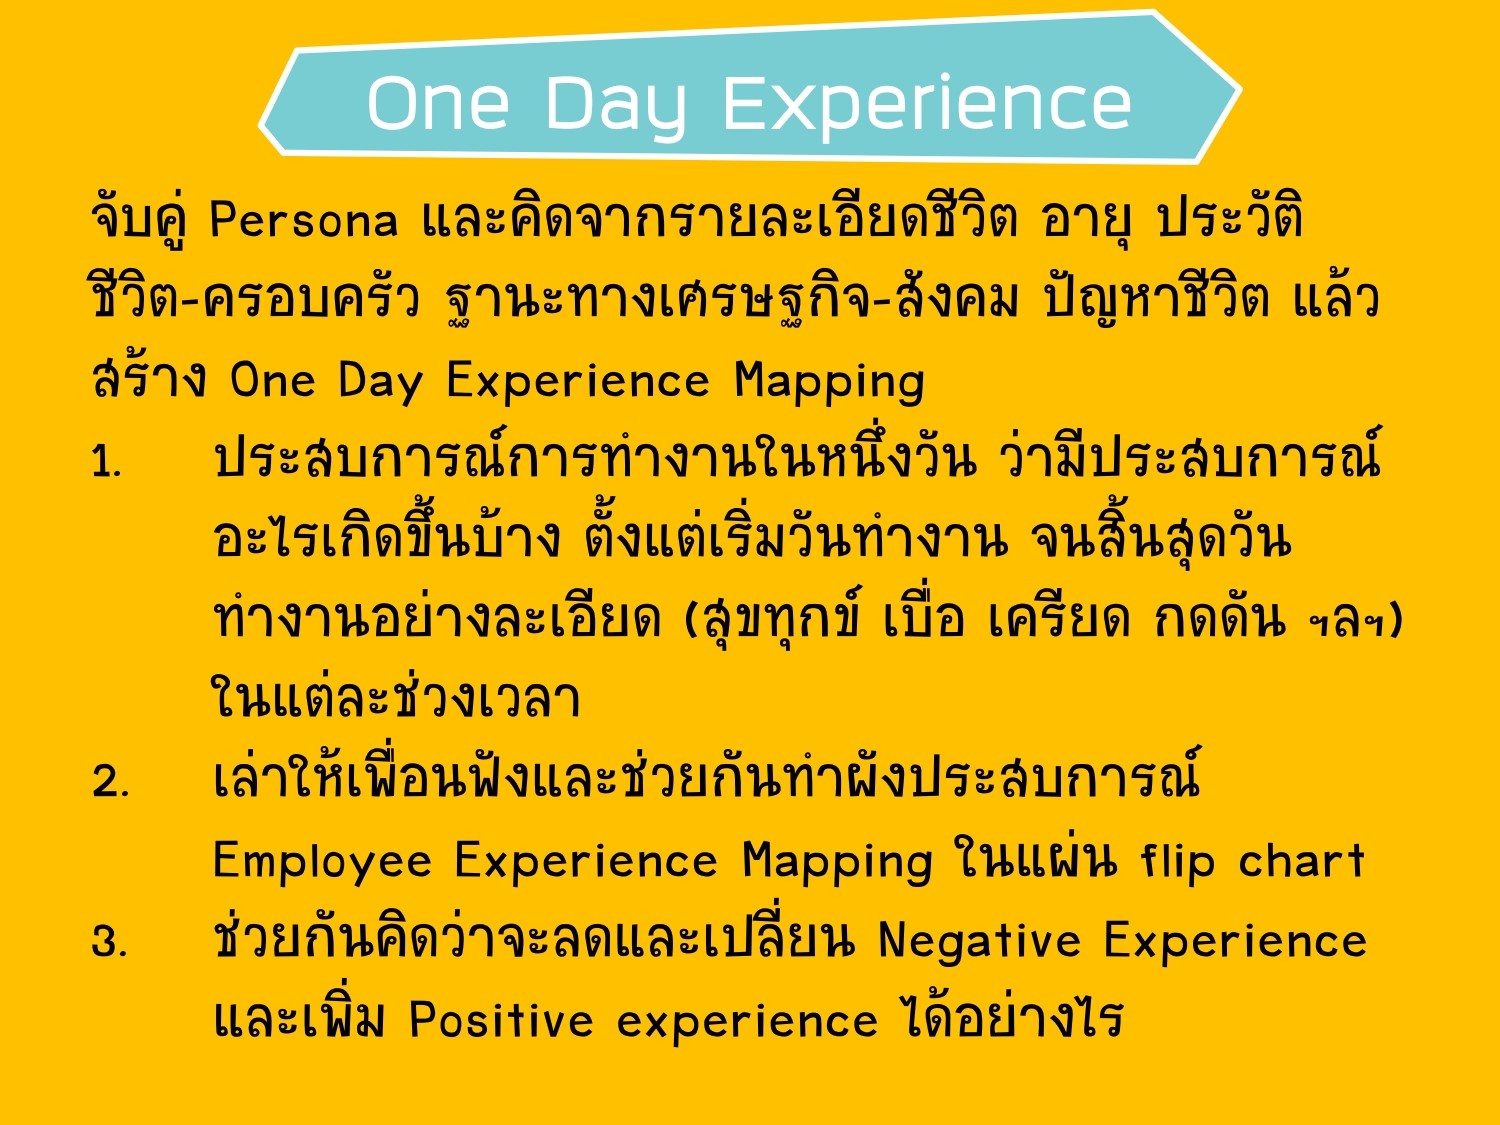 One Day Experience
จับคู่ Persona และคิดจากรายละเอียดชีวิต อายุ ประวัติ
ชีวิต-ครอบครัว ฐานะทางเศรษฐกิจ-สังคม ปัญหาชีวิต แล้ว
สร้าง One Day Experience Mapping
1. ประสบการณ์การทำงานในหนึ่งวัน ว่ามีประสบการณ์
อะไรเกิดขึ้นบ้าง ตั้งแต่เริ่มวันทำงาน จนสิ้นสุดวัน
ทำงานอย่างละเอียด (สุขทุกข์ เบื่อ เครียด กดดัน ฯลฯ)
ในแต่ละช่วงเวลา
2. เล่าให้เพื่อนฟังและช่วยกันทำผังประสบการณ์
Employee Experience Mapping ในแผ่น flip chart
3. ช่วยกันคิดว่าจะลดและเปลี่ยน Negative Experience
และเพิ่ม Positive experience ได้อย่างไร